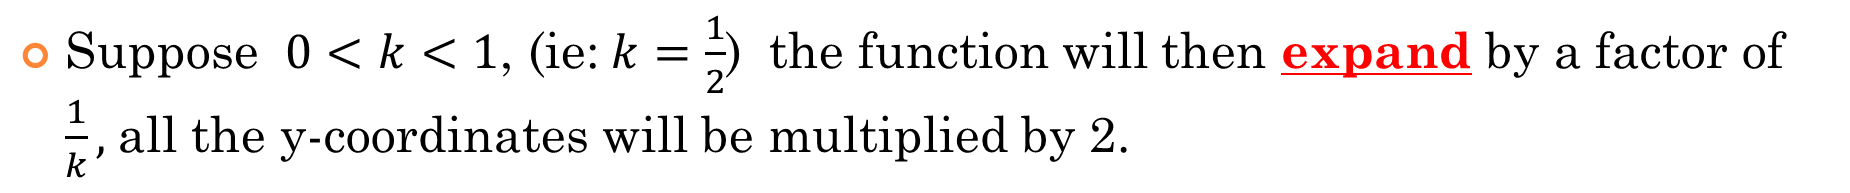 Suppose 0 < k < 1, (ie: k = 1/2) the function will then expand by a factor of
1/k, all the y-coordinates will be multiplied by 2.